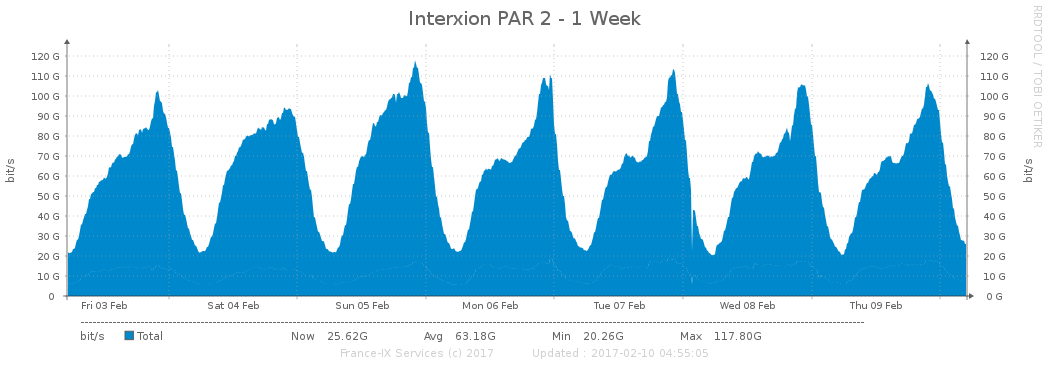 Interxion PAR 2 - 1 Week
RRDTOOL / TOBI OETIKER
120 G 120 G
110 G 110 G
100 G 100 G
90 G 90 G
80 G 80 G
70 G 70 G
60 G 60 G
50 G 50 G
40 G 40 G
30 G 30 G
20 G 20 G
10 G 10 G
0 0 G
bit/s bit/s
Fri 03 Feb Sat 04 Feb Sun 05 Feb Mon 06 Feb Tue 07 Feb Wed 08 Feb Thu 09 Feb
bit/s Total Now 25.62G Avg 63.18G Min 20.26G Max 117.80G
France-IX Services (c) 2017 Updated : 2017-02-10 04:55:05